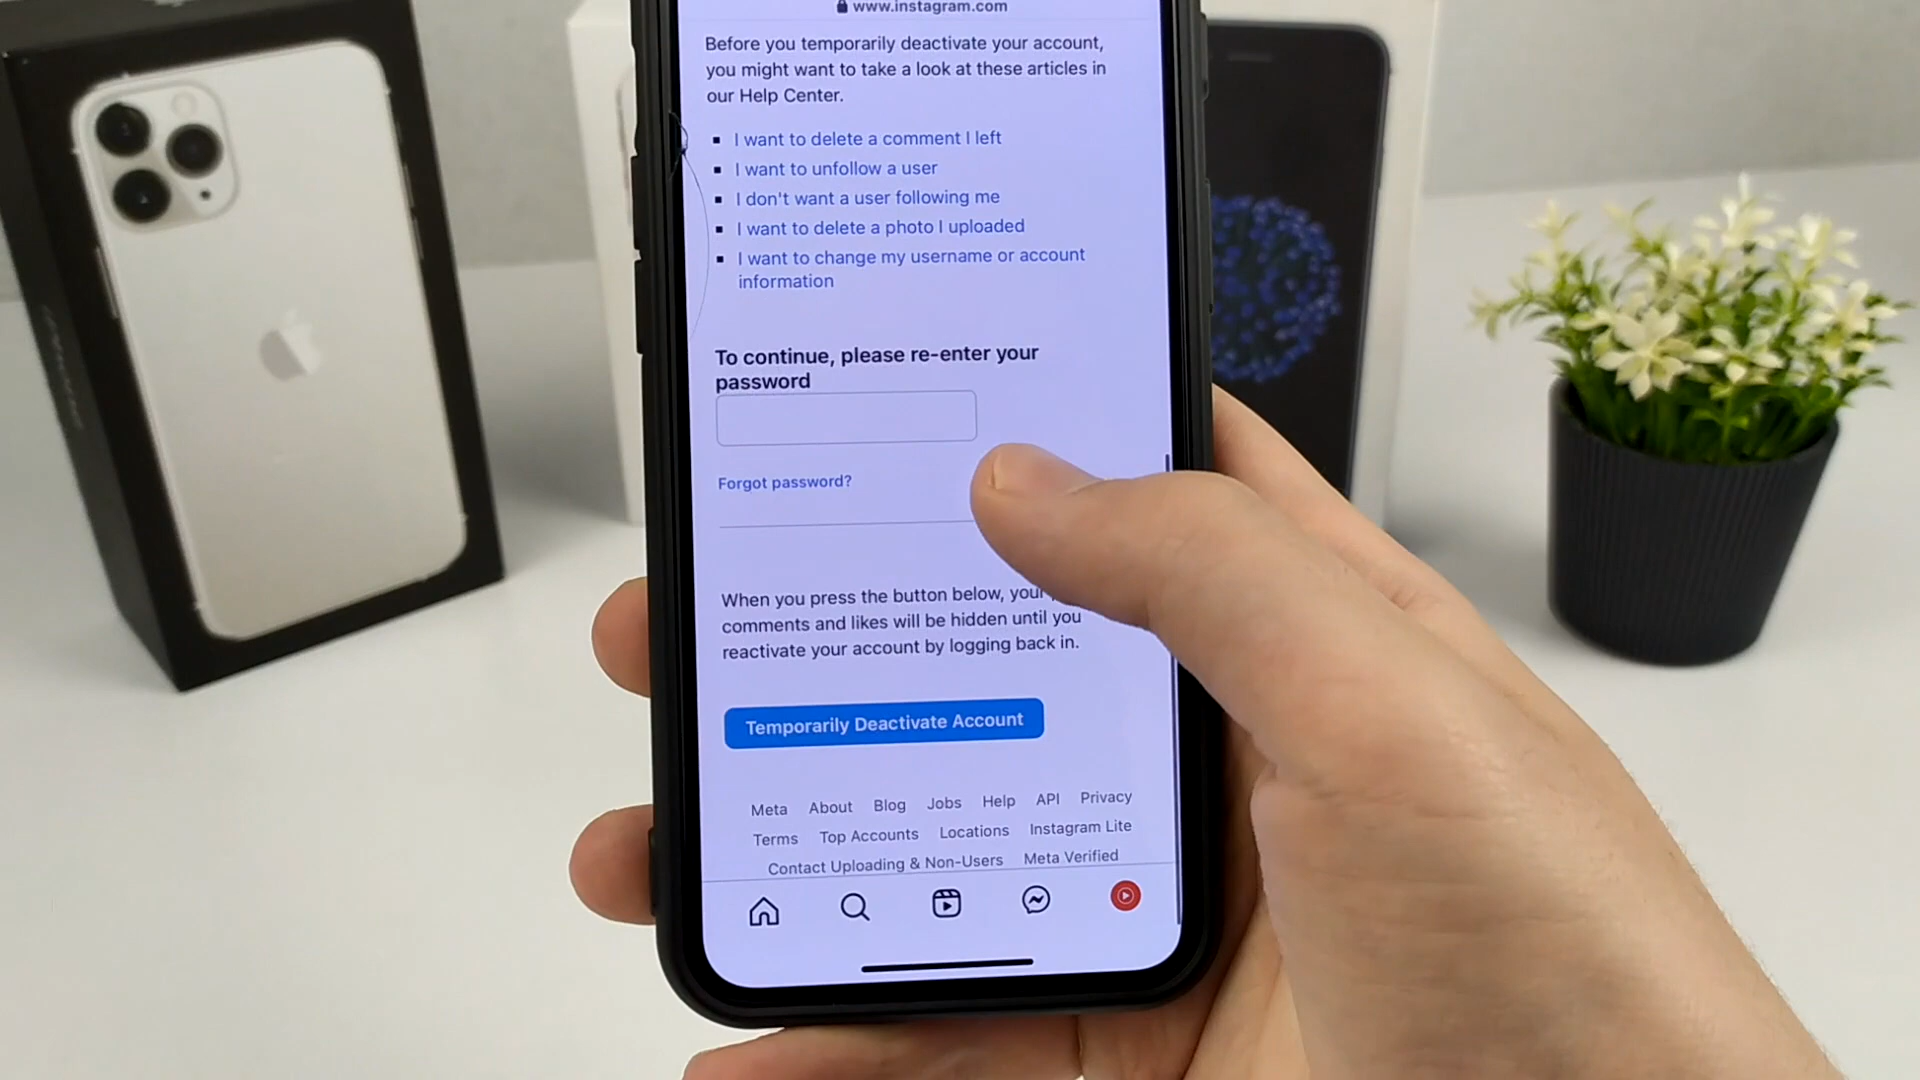 www.instagram.com
Before you temporarily deactivate your account,
you might want to take a look at these articles in
our Help Center.
I want to delete a comment I left
I want to unfollow a user
I don't want a user following me
I want to delete a photo I uploaded
I want to change my username or account
information
To continue, please re-enter your
password
Forgot password?
When you press the button below, your
comments and likes will be hidden until you
reactivate your account by logging back in.
Temporarily Deactivate Account
Meta About Blog Jobs Help API Privacy
Terms Top Accounts Locations Instagram Lite
Contact Uploading & Non-Users Meta Verified